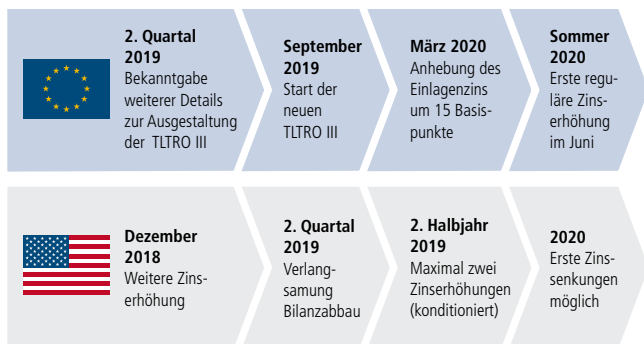 2. Quartal
2019
Bekanntgabe
weiterer Details
zur Ausgestaltung
der TLTRO III
September
2019
Start der
neuen
TLTRO III
März 2020
Anhebung des
Einlagenzins
um 15 Basis-
punkte
Sommer
2020
Erste regu-
läre Zins-
erhöhung
im Juni
Dezember
2018
Weitere Zins-
erhöhung
2. Quartal
2019
Verlang-
samung
Bilanzabbau
2. Halbjahr
2019
Maximal zwei
Zinserhöhungen
(konditioniert)
2020
Erste Zins-
senkungen
möglich